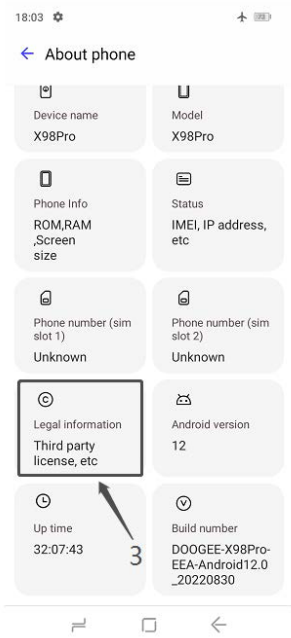 18:03
About phone
Device name
X98Pro
Model
X98Pro
Phone Info
ROM,RAM
,Screen
size
Status
IMEI, IP address,
etc
Phone number (sim
slot 1)
Unknown
Phone number (sim
slot 2)
Unknown
Legal information
Third party
license, etc
Android version
12
Up time
32:07:43
3
Build number
DOOGEE-X98Pro-
EEA-Android12.0
_20220830